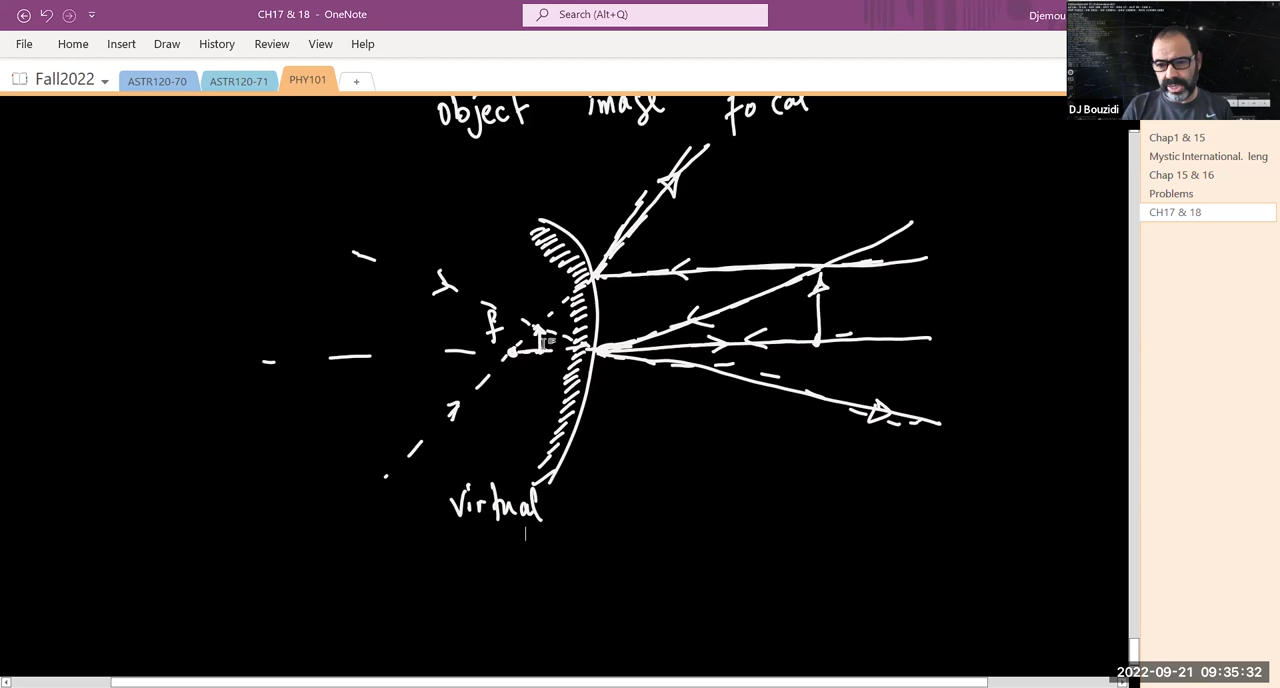 CH17 & 18 - OneNote
Search (Alt+Q)
Djemou
File Home Insert Draw History Review View Help
Fall2022 ASTR120-70 ASTR120-71 PHY101 +
DJ Bouzidi
object image focal
Chap1 & 15
Mystic International. leng
Chap 15 & 16
Problems
CH17 & 18
f
virtual
2022-09-21 09:35:32